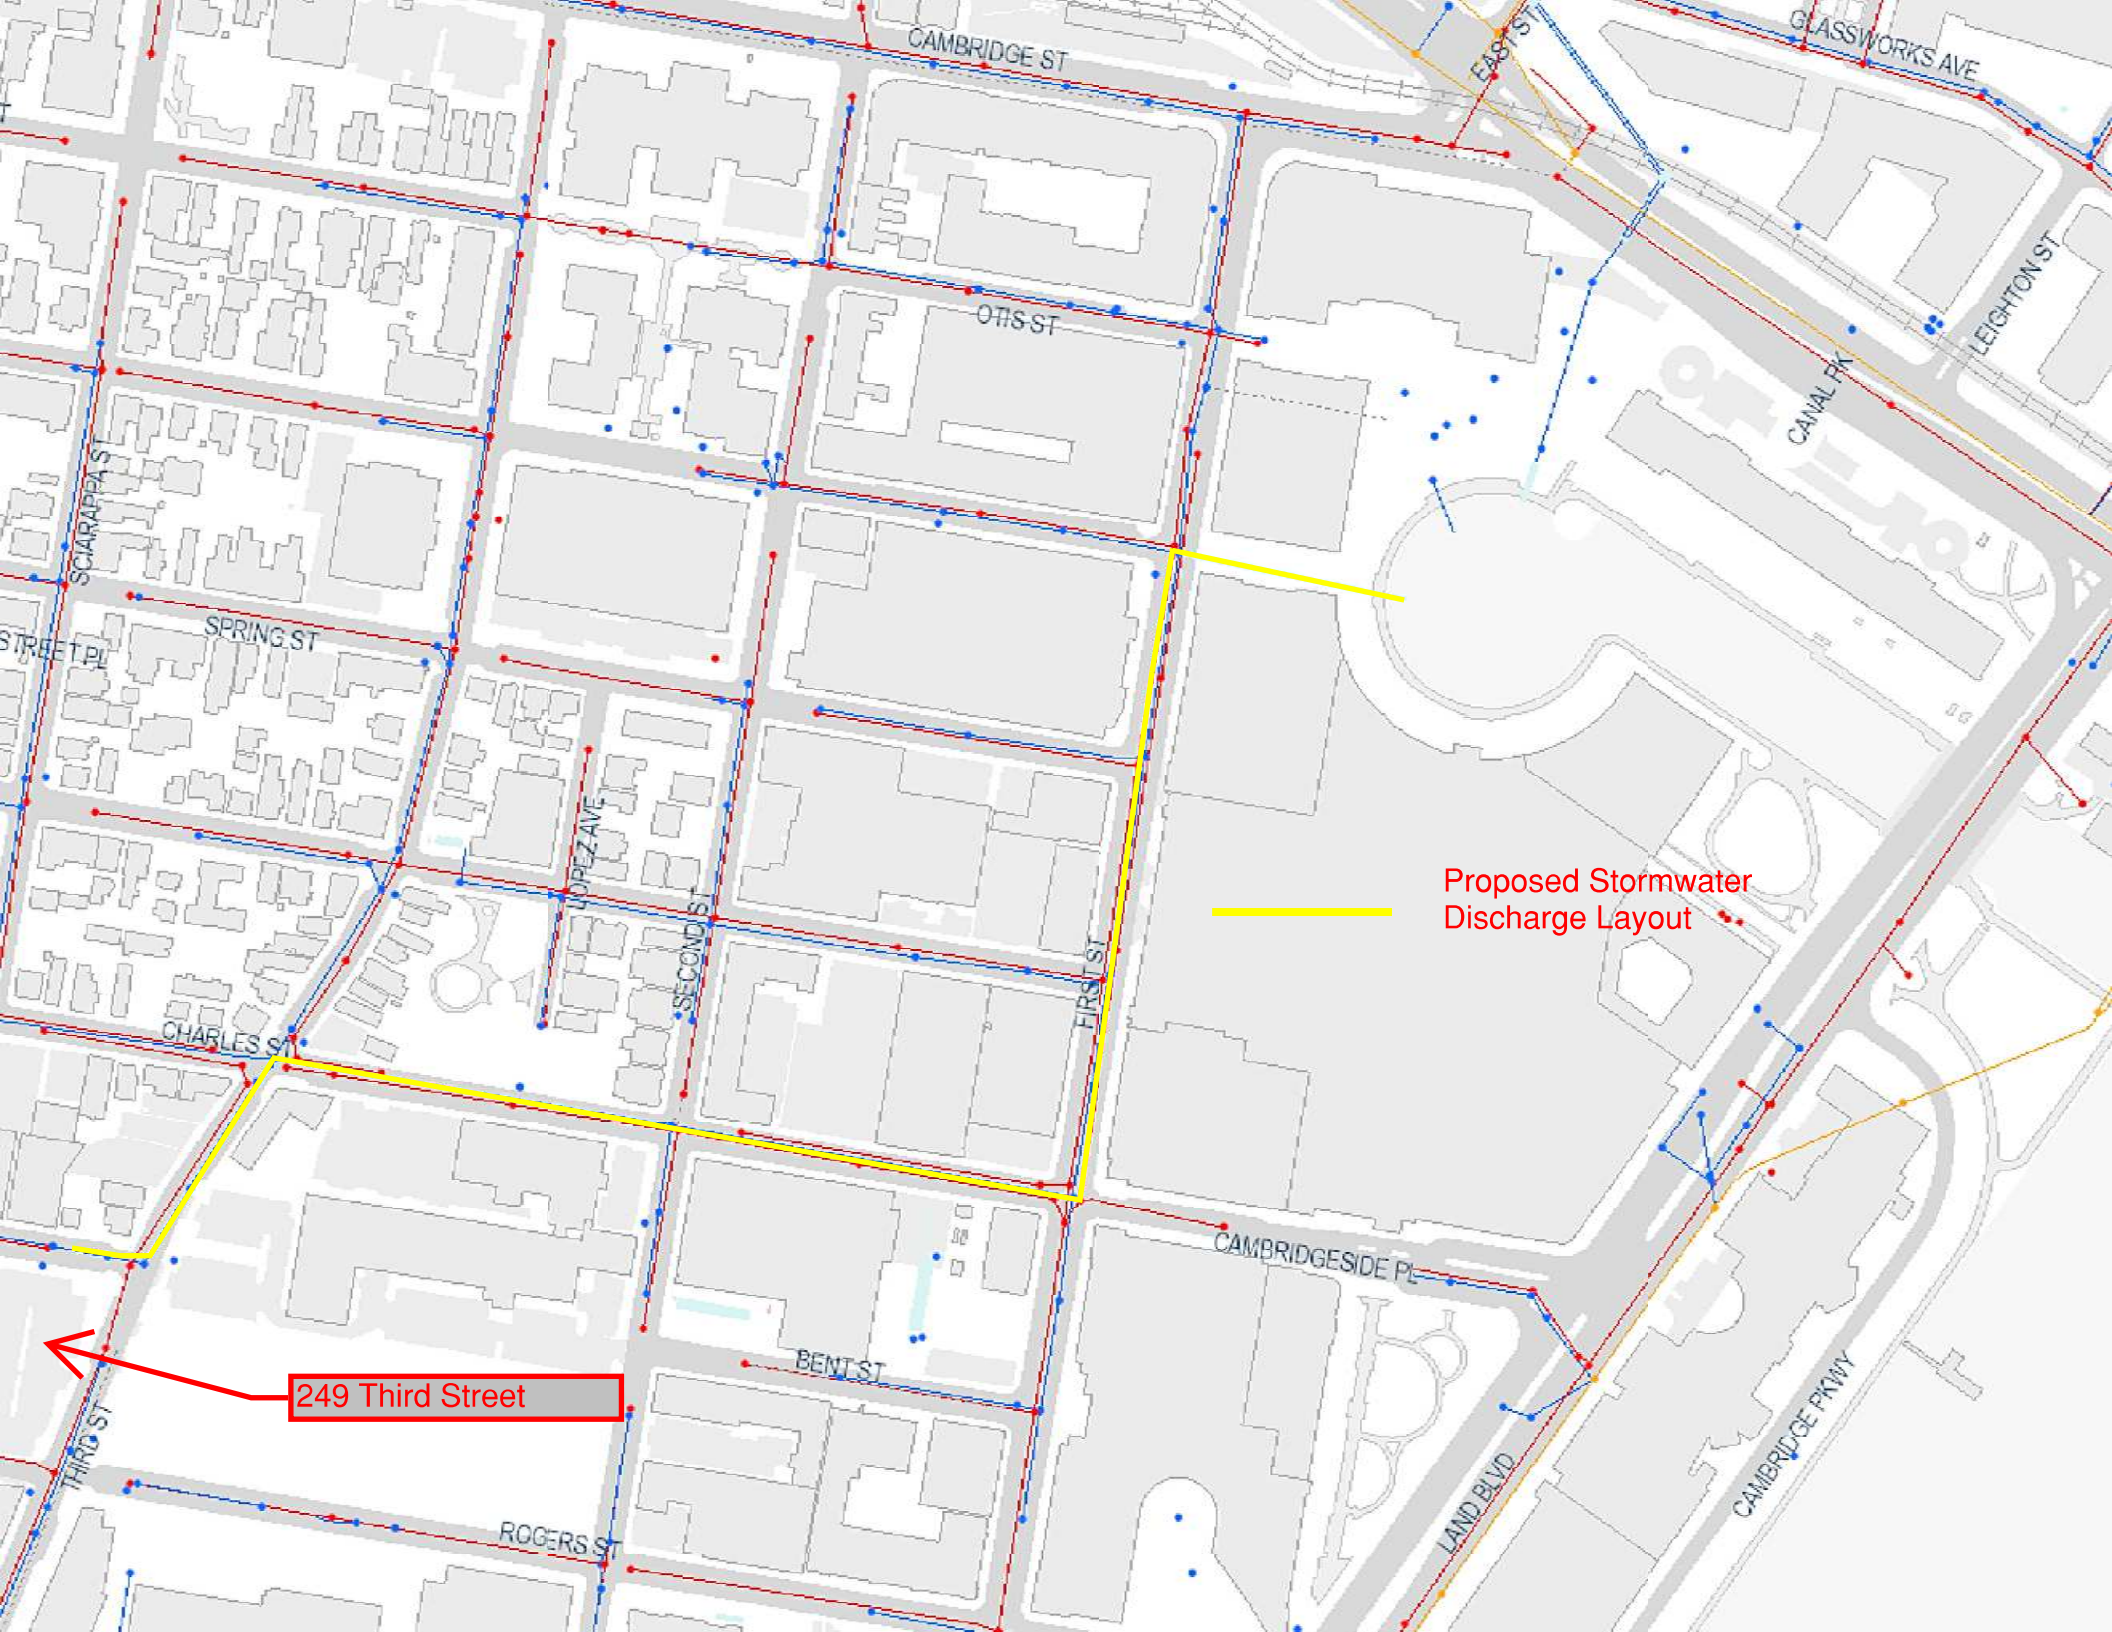 GLASSWORKS AVE
CAMBRIDGE ST
EAST ST
LEIGHTON ST
OTIS ST
CANAL PK
SCIARAPPA ST
SPRING ST
STREET PL
LOPEZ AVE
Proposed Stormwater
Discharge Layout
SECOND ST
FIRST ST
CHARLES ST
CAMBRIDGESIDE PL
BENT ST
249 Third Street
THIRD ST
CAMBRIDGE PKWY
LAND BLVD
ROGERS ST